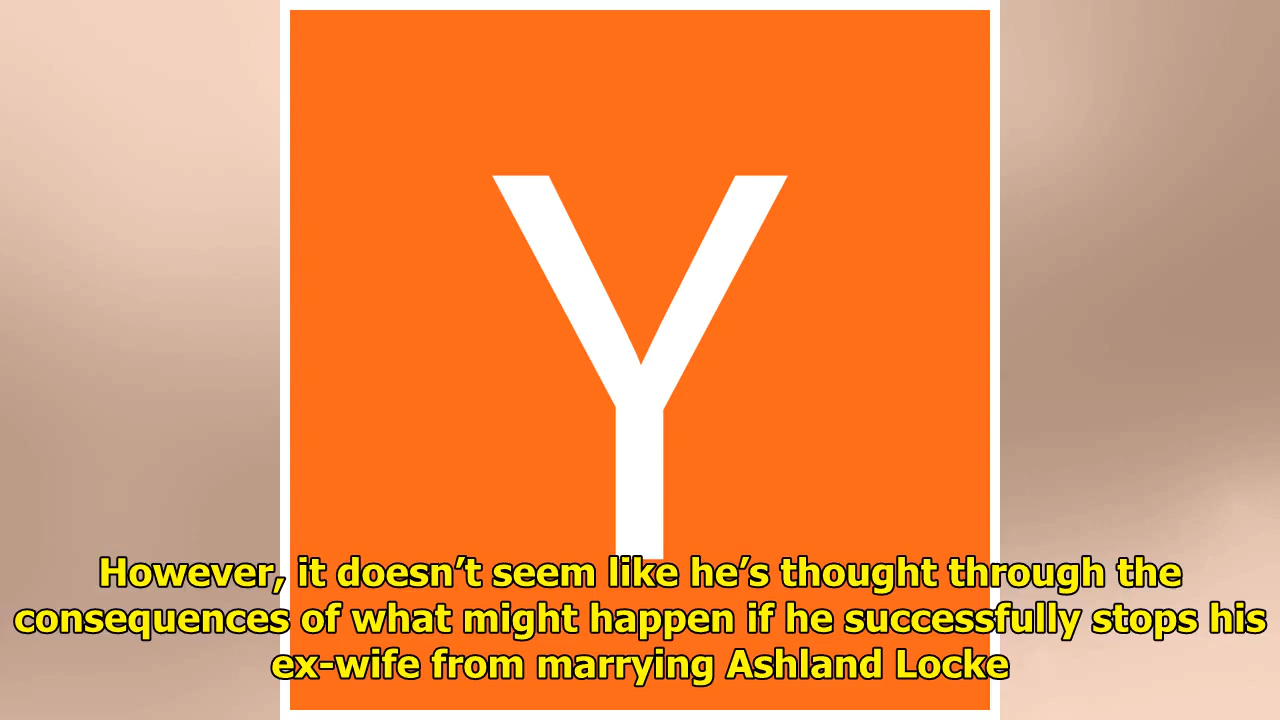 Y
However, it doesn’t seem like he’s thought through the
consequences of what might happen if he successfully stops his
ex-wife from marrying Ashland Locke